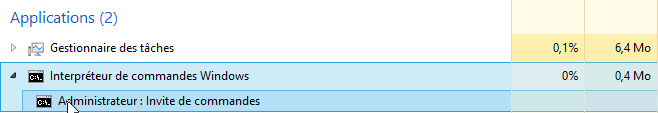 Applications (2)
Gestionnaire des tâches 0,1% 6,4 Mo
Interpréteur de commandes Windows 0% 0,4 Mo
Administrateur : Invite de commandes